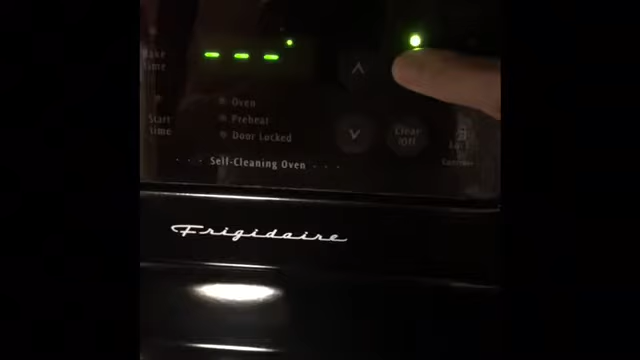 Bake
time
- - -
Oven
Preheat
Start
time
Door Locked
Clear
Off
Self-Cleaning Oven
Frigidaire